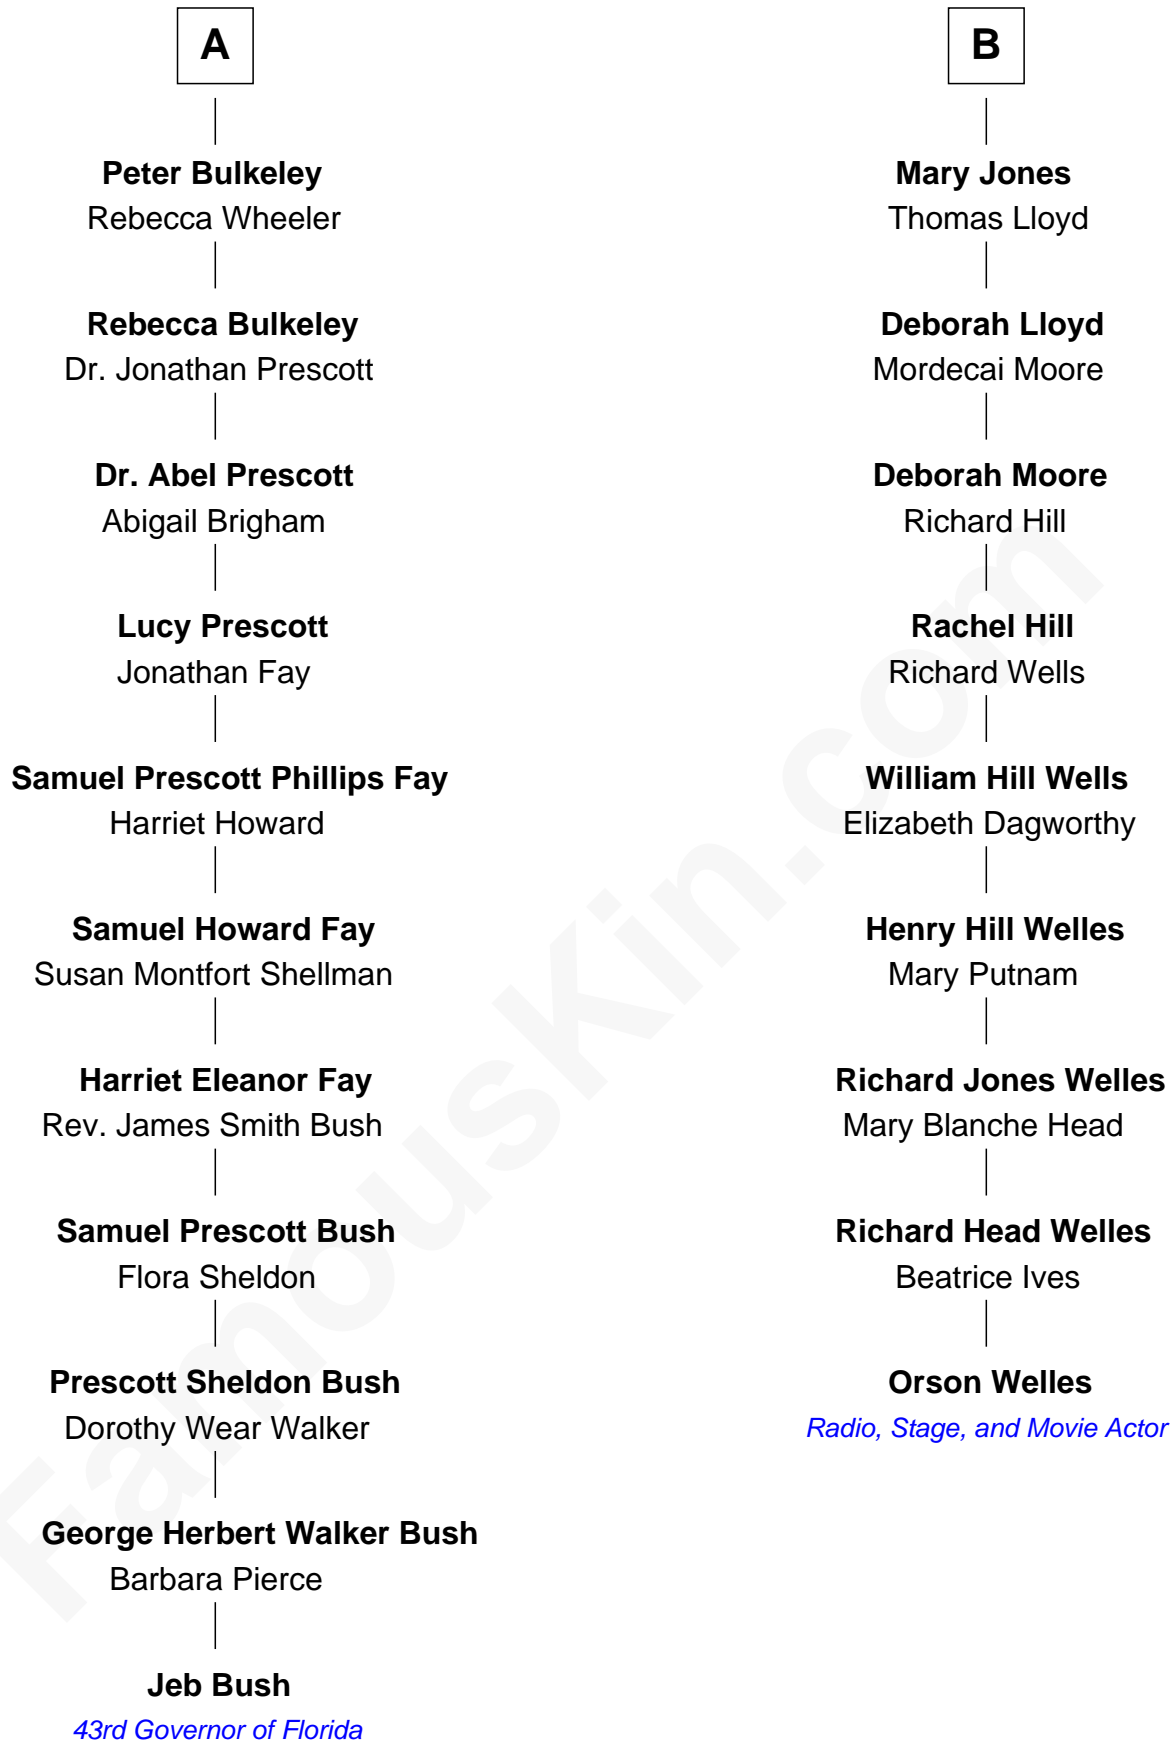 A
Peter Bulkeley
Rebecca Wheeler
Rebecca Bulkeley
Dr. Jonathan Prescott
Dr. Abel Prescott
Abigail Brigham
Lucy Prescott
Jonathan Fay
Samuel Prescott Phillips Fay
Harriet Howard
Samuel Howard Fay
Susan Montfort Shellman
Harriet Eleanor Fay
Rev. James Smith Bush
Samuel Prescott Bush
Flora Sheldon
Prescott Sheldon Bush
Dorothy Wear Walker
George Herbert Walker Bush
Barbara Pierce
Jeb Bush
43rd Governor of Florida
B
Mary Jones
Thomas Lloyd
Deborah Lloyd
Mordecai Moore
Deborah Moore
Richard Hill
Rachel Hill
Richard Wells
William Hill Wells
Elizabeth Dagworthy
Henry Hill Welles
Mary Putnam
Richard Jones Welles
Mary Blanche Head
Richard Head Welles
Beatrice Ives
Orson Welles
Radio, Stage, and Movie Actor
FamousKin.com